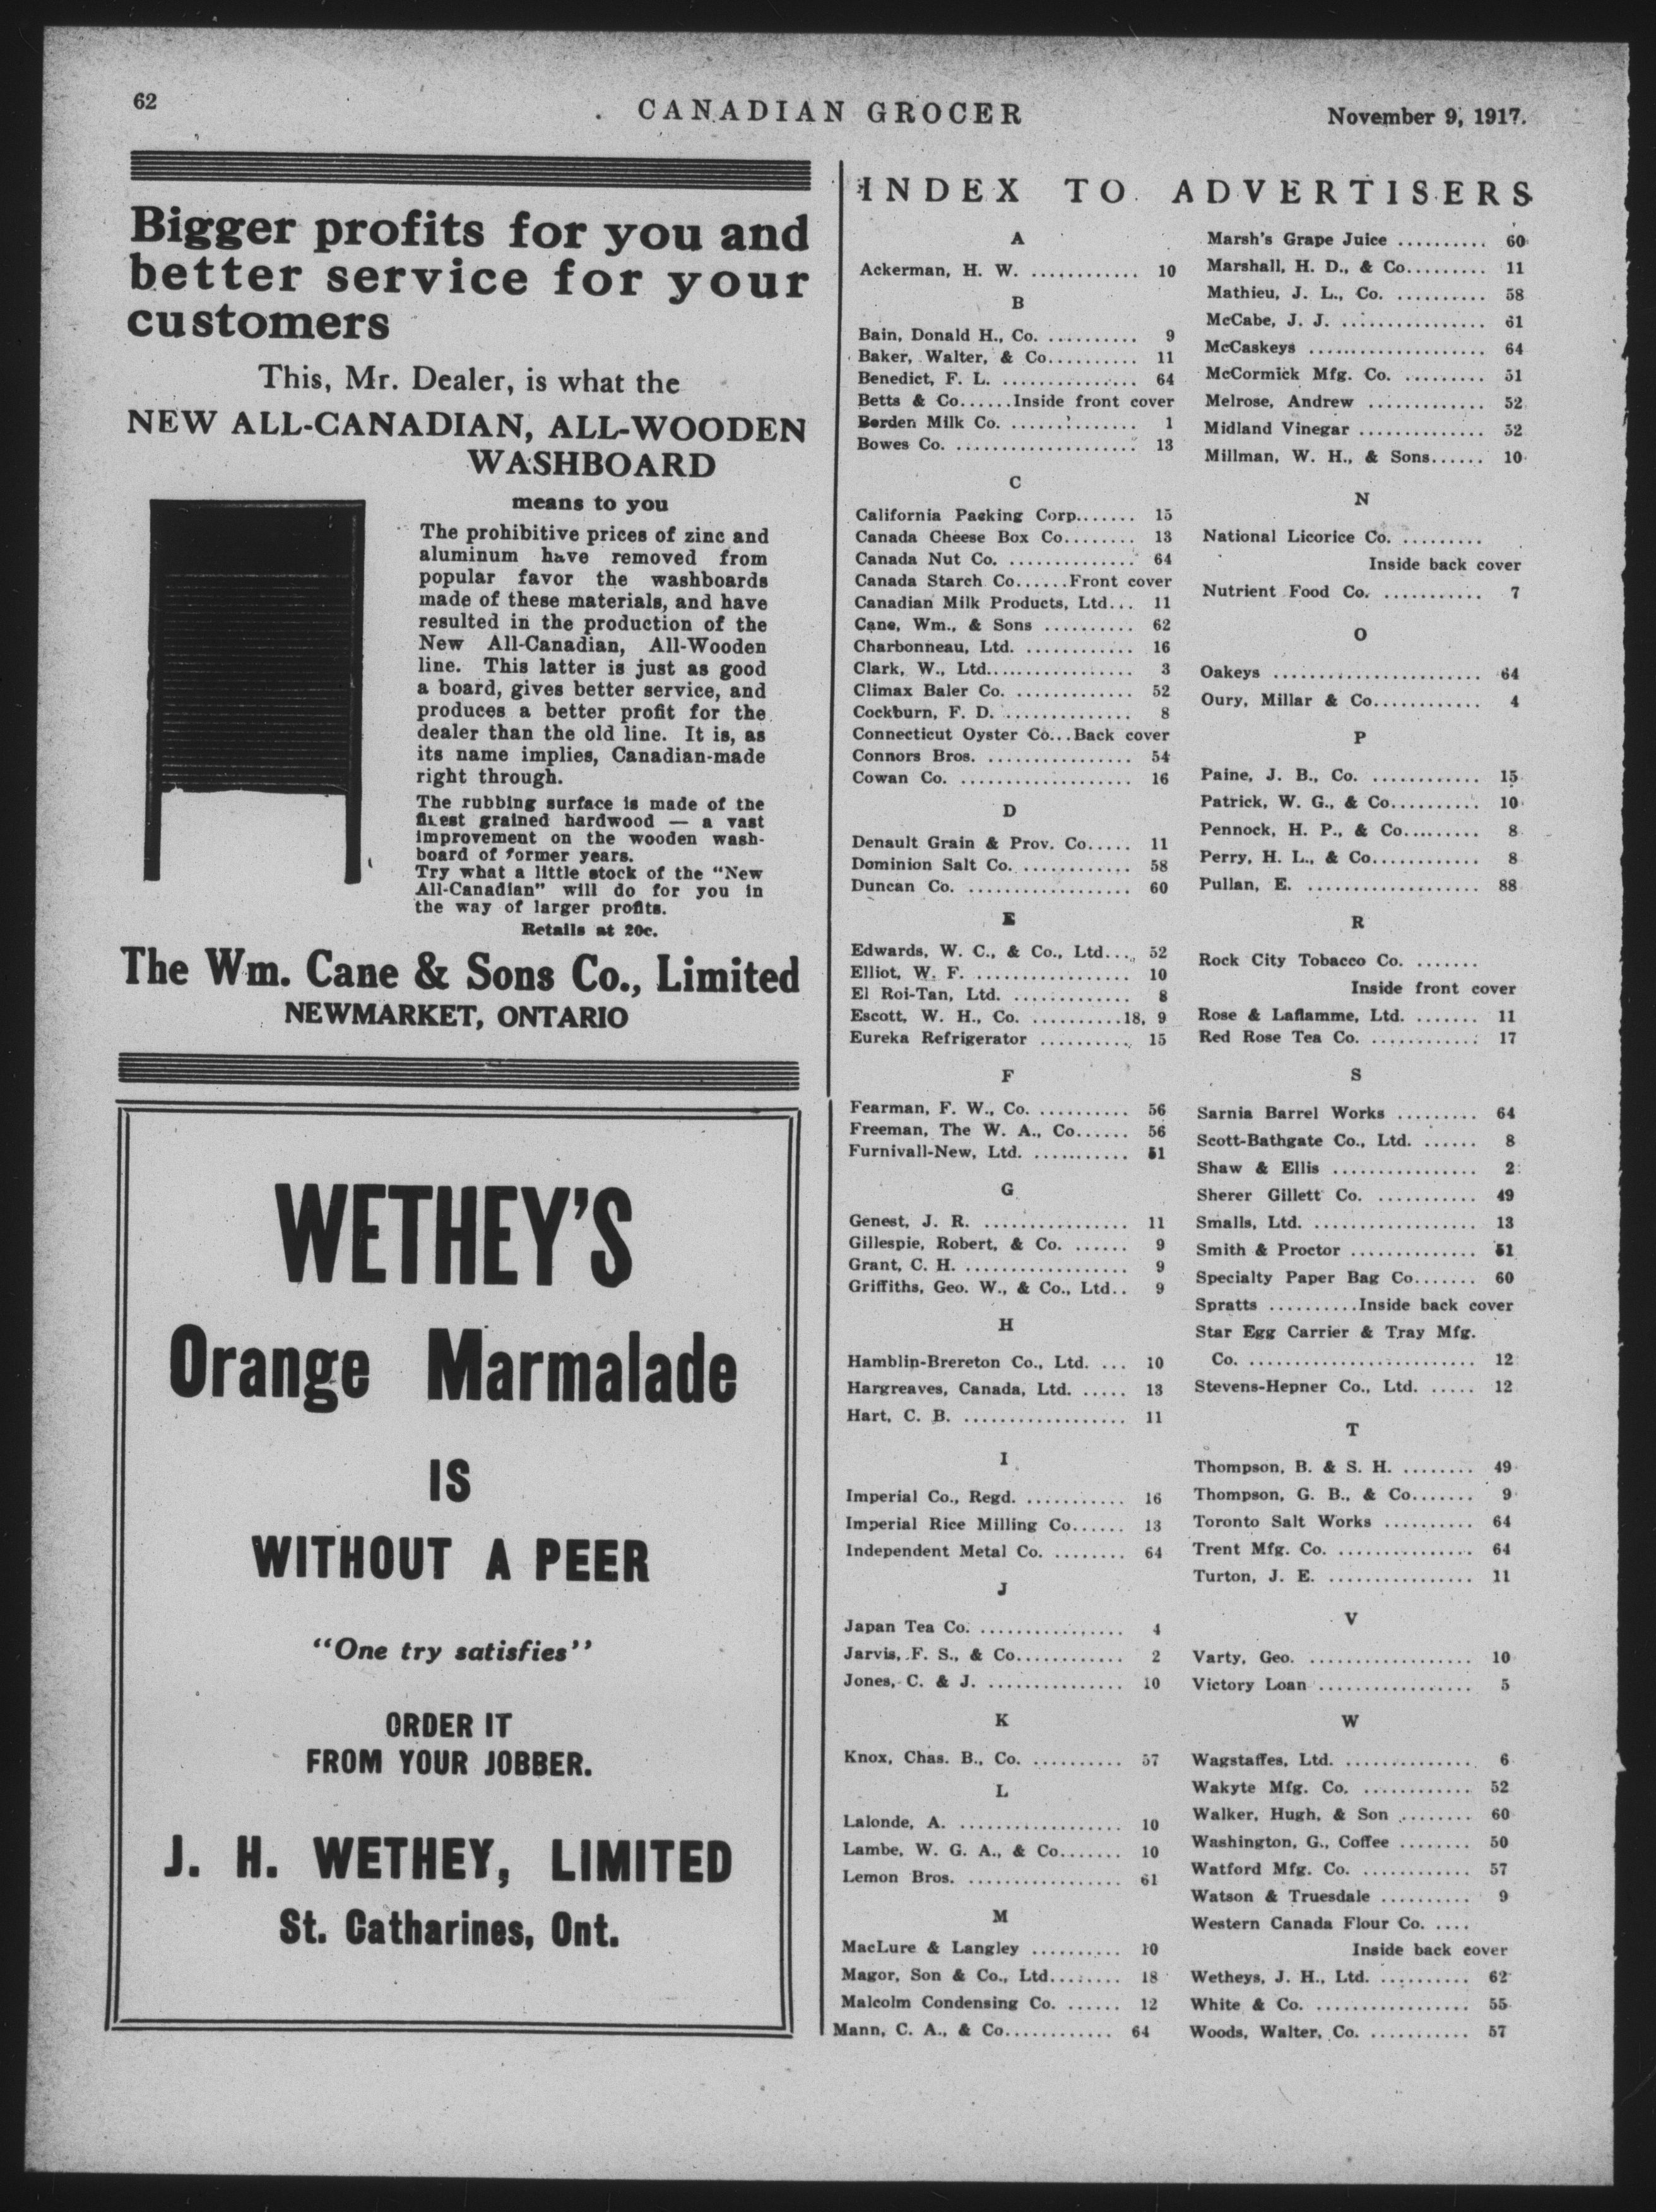 62
CANADIAN GROCER
November 9, 1917.
Bigger profits for you and
better service for your
customers
This, Mr. Dealer, is what the
NEW ALL-CANADIAN, ALL-WOODEN
WASHBOARD
means to you
The prohibitive prices of zinc and
aluminum have removed from
popular favor the washboards
made of these materials, and have
resulted in the production of the
New All-Canadian, All-Wooden
line. This latter is just as good
a board, gives better service, and
produces a better profit for the
dealer than the old line. It is, as
its name implies, Canadian-made
right through.
The rubbing surface is made of the
finest grained hardwood — a vast
improvement on the wooden wash-
board of former years.
Try what a little stock of the "New
All-Canadian" will do for you in
the way of larger profits.
Retails at 20c.
The Wm. Cane & Sons Co., Limited
NEWMARKET, ONTARIO
WETHEY'S
Orange Marmalade
IS
WITHOUT A PEER
"One try satisfies"
ORDER IT
FROM YOUR JOBBER.
J. H. WETHEY, LIMITED
St. Catharines, Ont.
INDEX TO ADVERTISERS
A
Ackerman, H. W. ............ 10
B
Bain, Donald H., Co. .......... 9
Baker, Walter, & Co.......... 11
Benedict, F. L. ............... 64
Betts & Co......Inside front cover
Borden Milk Co. .............. 1
Bowes Co. .................... 13
C
California Packing Corp....... 15
Canada Cheese Box Co........ 13
Canada Nut Co. .............. 64
Canada Starch Co......Front cover
Canadian Milk Products, Ltd... 11
Cane, Wm., & Sons .......... 62
Charbonneau, Ltd. ............ 16
Clark, W., Ltd................ 3
Climax Baler Co. ............. 52
Cockburn, F. D. .............. 8
Connecticut Oyster Co...Back cover
Connors Bros. ................ 54
Cowan Co. ................... 16
D
Denault Grain & Prov. Co..... 11
Dominion Salt Co. ............ 58
Duncan Co. .................. 60
E
Edwards, W. C., & Co., Ltd.... 52
Elliot, W. F. ................. 10
El Roi-Tan, Ltd. ............. 8
Escott, W. H., Co. ..........18, 9
Eureka Refrigerator .......... 15
F
Fearman, F. W., Co. .......... 56
Freeman, The W. A., Co...... 56
Furnivall-New, Ltd. ........... 51
G
Genest, J. R. ................ 11
Gillespie, Robert, & Co. ...... 9
Grant, C. H. .................. 9
Griffiths, Geo. W., & Co., Ltd.. 9
H
Hamblin-Brereton Co., Ltd. ... 10
Hargreaves, Canada, Ltd. ..... 13
Hart, C. B. .................. 11
I
Imperial Co., Regd. ........... 16
Imperial Rice Milling Co...... 13
Independent Metal Co. ........ 64
J
Japan Tea Co. ................ 4
Jarvis, F. S., & Co............ 2
Jones, C. & J. ............... 10
K
Knox, Chas. B., Co. .......... 57
L
Lalonde, A. .................. 10
Lambe, W. G. A., & Co....... 10
Lemon Bros. ................. 61
M
MacLure & Langley .......... 10
Magor, Son & Co., Ltd........ 18
Malcolm Condensing Co. ...... 12
Mann, C. A., & Co............ 64
Marsh's Grape Juice .......... 60
Marshall, H. D., & Co......... 11
Mathieu, J. L., Co. .......... 58
McCabe, J. J. ................ 61
McCaskeys .................... 64
McCormick Mfg. Co. ......... 51
Melrose, Andrew ............. 52
Midland Vinegar .............. 52
Millman, W. H., & Sons...... 10
N
National Licorice Co. .........
Inside back cover
Nutrient Food Co. ........... 7
O
Oakeys ....................... 64
Oury, Millar & Co............ 4
P
Paine, J. B., Co. ............ 15
Patrick, W. G., & Co.......... 10
Pennock, H. P., & Co......... 8
Perry, H. L., & Co............ 8
Pullan, E. ................... 88
R
Rock City Tobacco Co. .......
Inside front cover
Rose & Laflamme, Ltd. ....... 11
Red Rose Tea Co. ............ 17
S
Sarnia Barrel Works ......... 64
Scott-Bathgate Co., Ltd. ...... 8
Shaw & Ellis ................ 2
Sherer Gillett Co. ........... 49
Smalls, Ltd. .................. 13
Smith & Proctor .............. 51
Specialty Paper Bag Co....... 60
Spratts ..........Inside back cover
Star Egg Carrier & Tray Mfg.
Co. ......................... 12
Stevens-Hepner Co., Ltd. ..... 12
T
Thompson, B. & S. H. ........ 49
Thompson, G. B., & Co....... 9
Toronto Salt Works .......... 64
Trent Mfg. Co. ............... 64
Turton, J. E. ................ 11
V
Varty, Geo. .................. 10
Victory Loan ................. 5
W
Wagstaffes, Ltd. .............. 6
Wakyte Mfg. Co. ............ 52
Walker, Hugh, & Son ........ 60
Washington, G., Coffee ........ 50
Watford Mfg. Co. ............ 57
Watson & Truesdale .......... 9
Western Canada Flour Co. ....
Inside back cover
Wetheys, J. H., Ltd. .......... 62
White & Co. ................. 55
Woods, Walter, Co. ........... 57